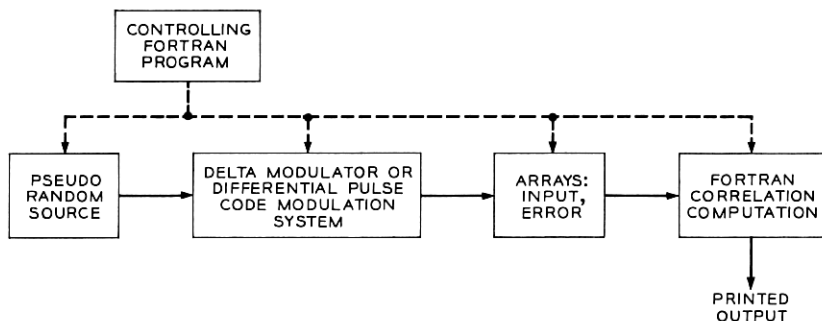 CONTROLLING
FORTRAN
PROGRAM
PSEUDO
RANDOM
SOURCE
DELTA MODULATOR OR
DIFFERENTIAL PULSE
CODE MODULATION
SYSTEM
ARRAYS:
INPUT,
ERROR
FORTRAN
CORRELATION
COMPUTATION
PRINTED
OUTPUT